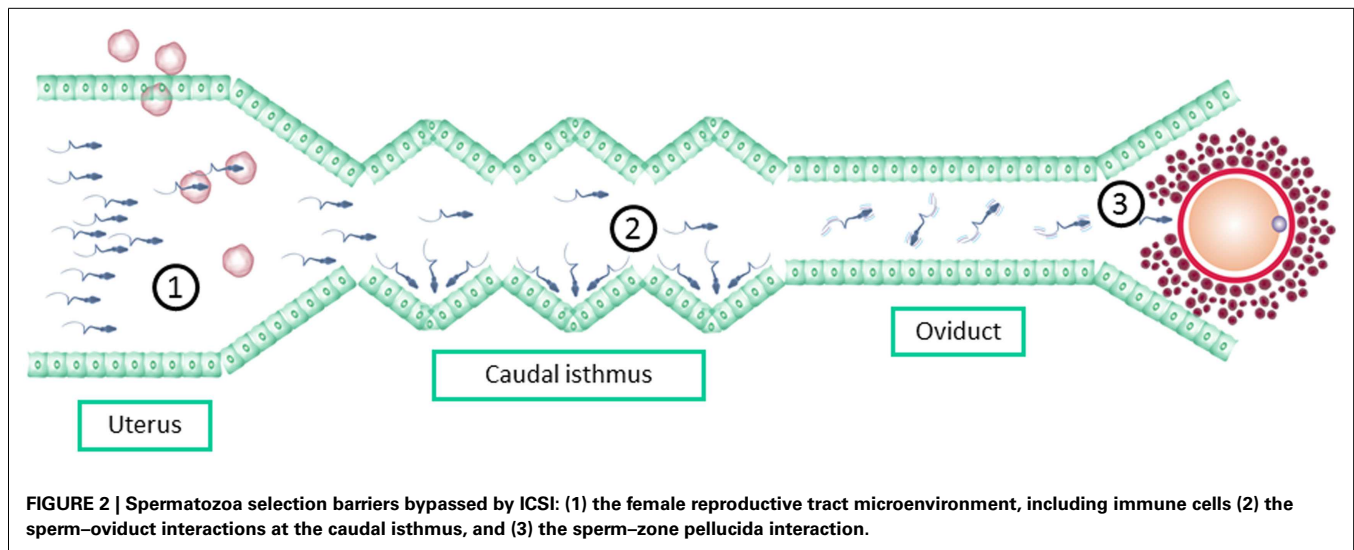 1
2
3
Oviduct
Caudal isthmus
Uterus
FIGURE 2 | Spermatozoa selection barriers bypassed by ICSI: (1) the female reproductive tract microenvironment, including immune cells (2) the
sperm–oviduct interactions at the caudal isthmus, and (3) the sperm–zone pellucida interaction.